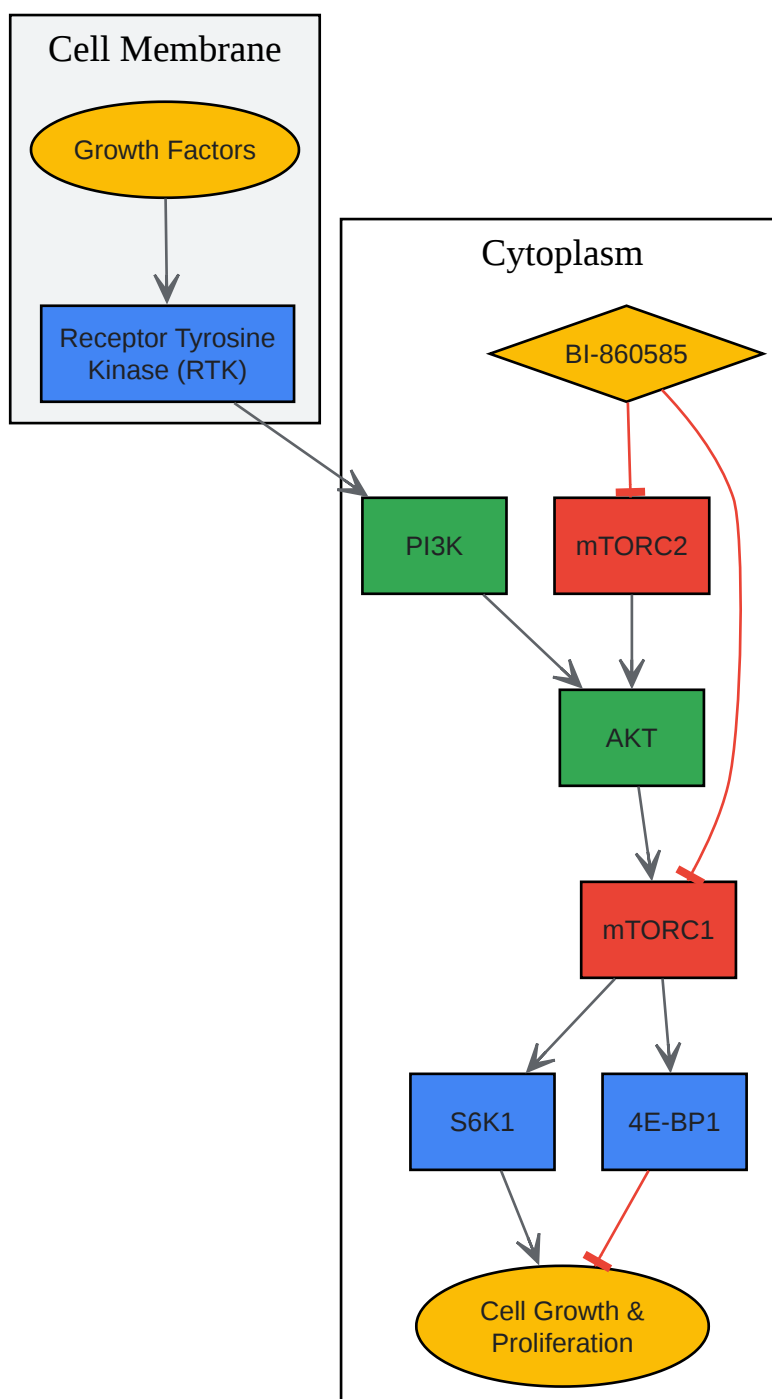 Cell Membrane
Growth Factors
Receptor Tyrosine
Kinase (RTK)
Cytoplasm
BI-860585
PI3K
mTORC2
AKT
mTORC1
S6K1
4E-BP1
Cell Growth &
Proliferation